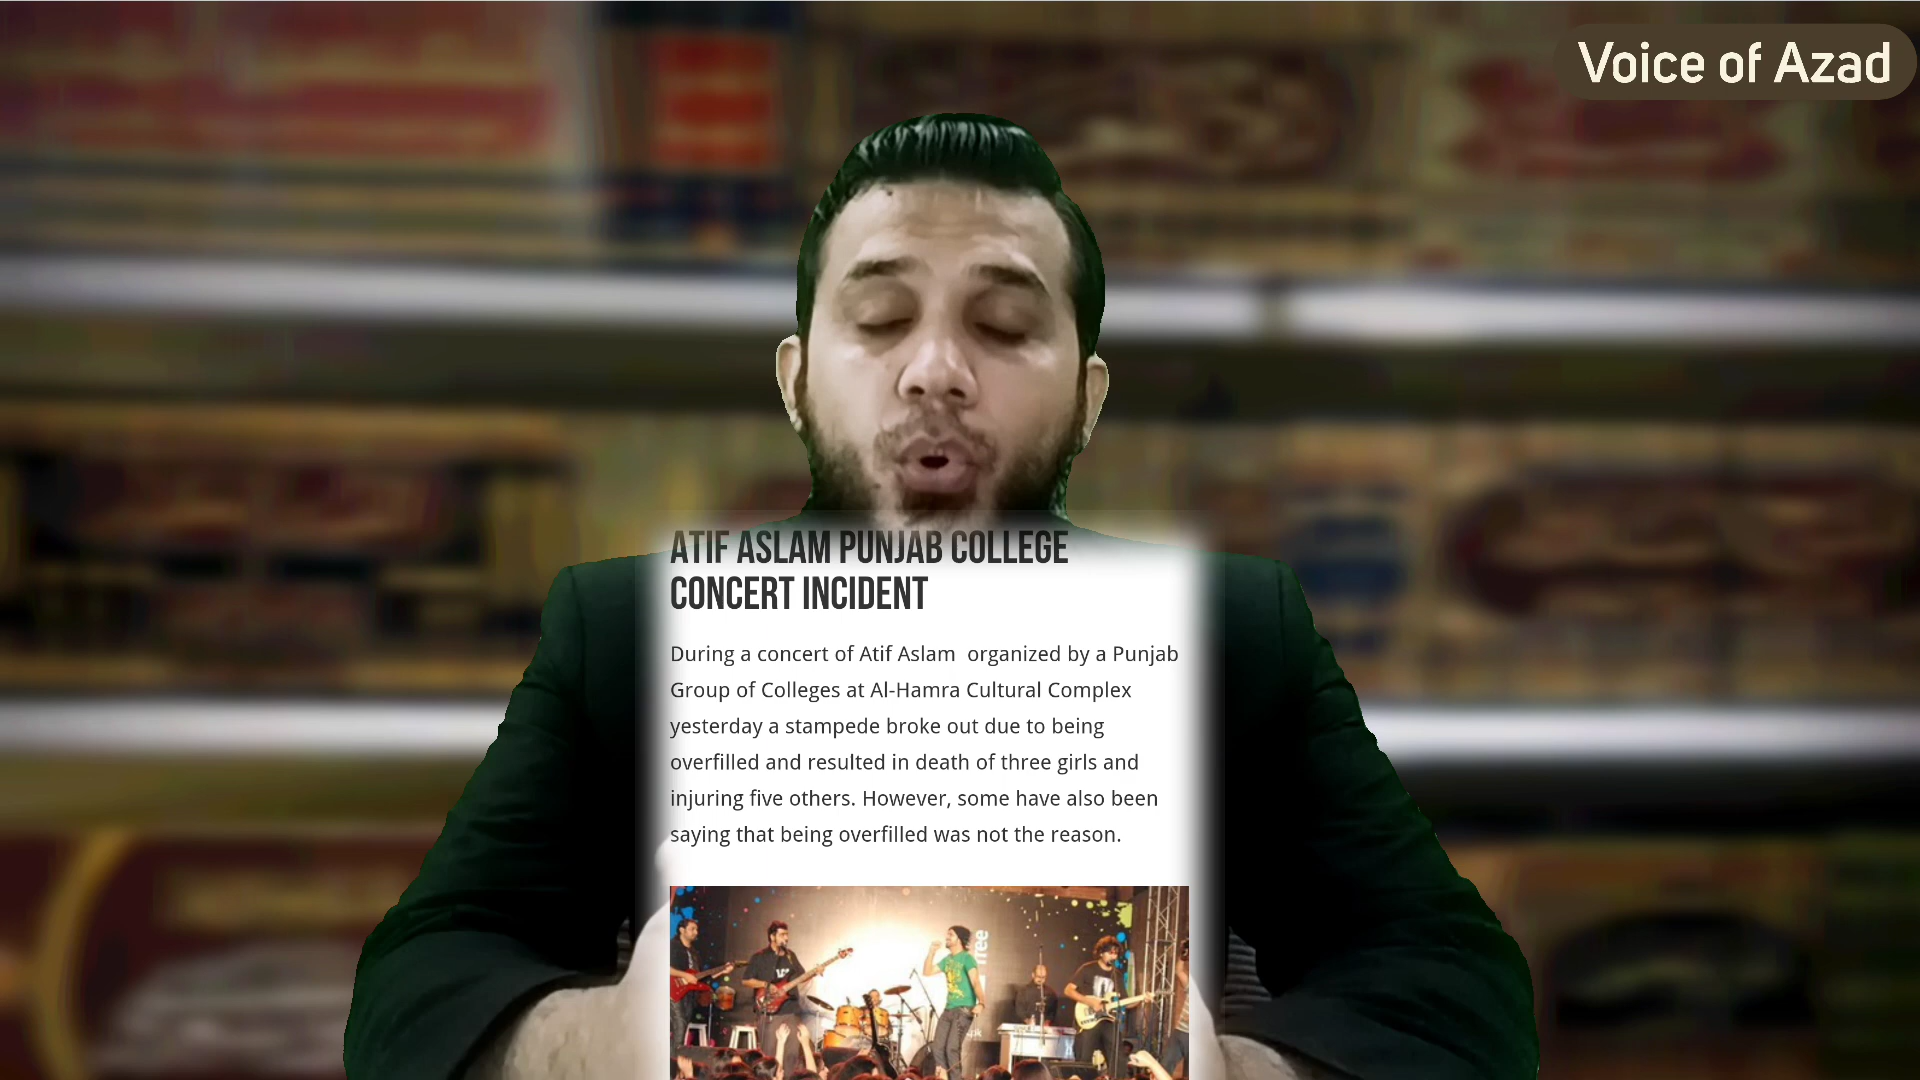 Voice of Azad
ATIF ASLAM PUNJAB COLLEGE
CONCERT INCIDENT
During a concert of Atif Aslam  organized by a Punjab
Group of Colleges at Al-Hamra Cultural Complex
yesterday a stampede broke out due to being
overfilled and resulted in death of three girls and
injuring five others. However, some have also been
saying that being overfilled was not the reason.
free